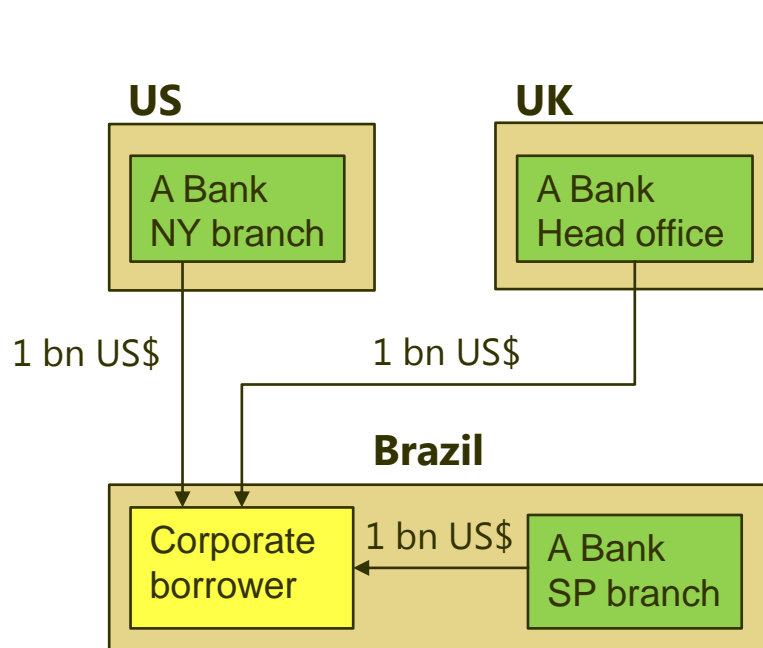 US
UK
A Bank
NY branch
A Bank
Head office
1 bn US$
1 bn US$
Brazil
Corporate
borrower
1 bn US$
A Bank
SP branch